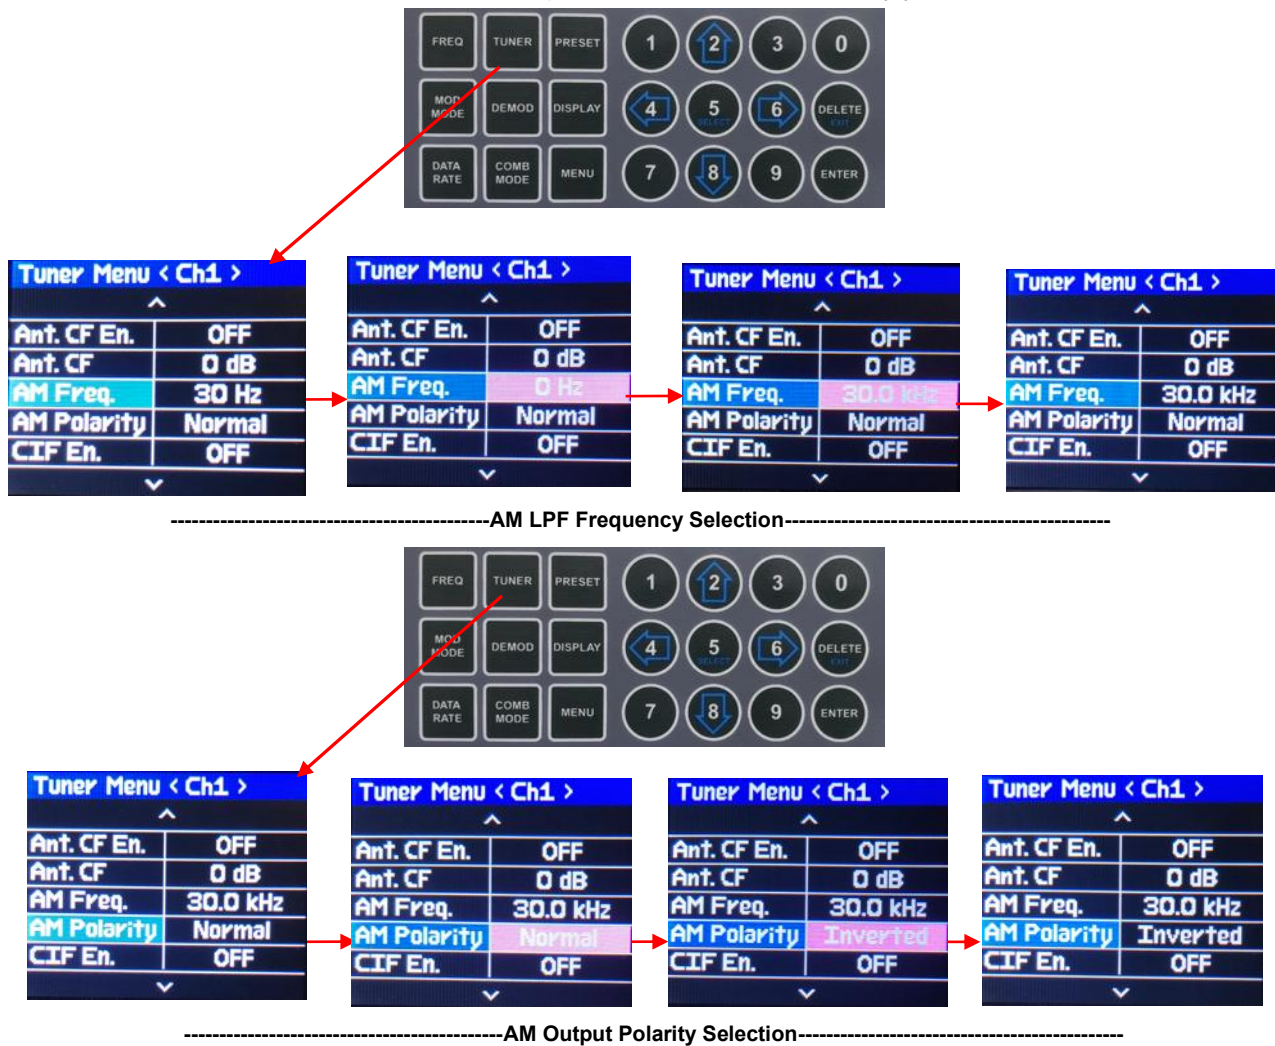 FREQ TUNER PRESET 1 2 3 0
MOD MODE DEMOD DISPLAY 4 5 SELECT 6 DELETE EXIT
DATA RATE COMB MODE MENU 7 8 9 ENTER
Tuner Menu < Ch1 >
Ant. CF En. OFF
Ant. CF 0 dB
AM Freq. 30 Hz
AM Polarity Normal
CIF En. OFF
Tuner Menu < Ch1 >
Ant. CF En. OFF
Ant. CF 0 dB
AM Freq. 0 Hz
AM Polarity Normal
CIF En. OFF
Tuner Menu < Ch1 >
Ant. CF En. OFF
Ant. CF 0 dB
AM Freq. 30.0 kHz
AM Polarity Normal
CIF En. OFF
Tuner Menu < Ch1 >
Ant. CF En. OFF
Ant. CF 0 dB
AM Freq. 30.0 kHz
AM Polarity Normal
CIF En. OFF
---------------------------------------------AM LPF Frequency Selection----------------------------------------------
FREQ TUNER PRESET 1 2 3 0
MOD MODE DEMOD DISPLAY 4 5 SELECT 6 DELETE EXIT
DATA RATE COMB MODE MENU 7 8 9 ENTER
Tuner Menu < Ch1 >
Ant. CF En. OFF
Ant. CF 0 dB
AM Freq. 30.0 kHz
AM Polarity Normal
CIF En. OFF
Tuner Menu < Ch1 >
Ant. CF En. OFF
Ant. CF 0 dB
AM Freq. 30.0 kHz
AM Polarity Normal
CIF En. OFF
Tuner Menu < Ch1 >
Ant. CF En. OFF
Ant. CF 0 dB
AM Freq. 30.0 kHz
AM Polarity Inverted
CIF En. OFF
Tuner Menu < Ch1 >
Ant. CF En. OFF
Ant. CF 0 dB
AM Freq. 30.0 kHz
AM Polarity Inverted
CIF En. OFF
---------------------------------------------AM Output Polarity Selection----------------------------------------------